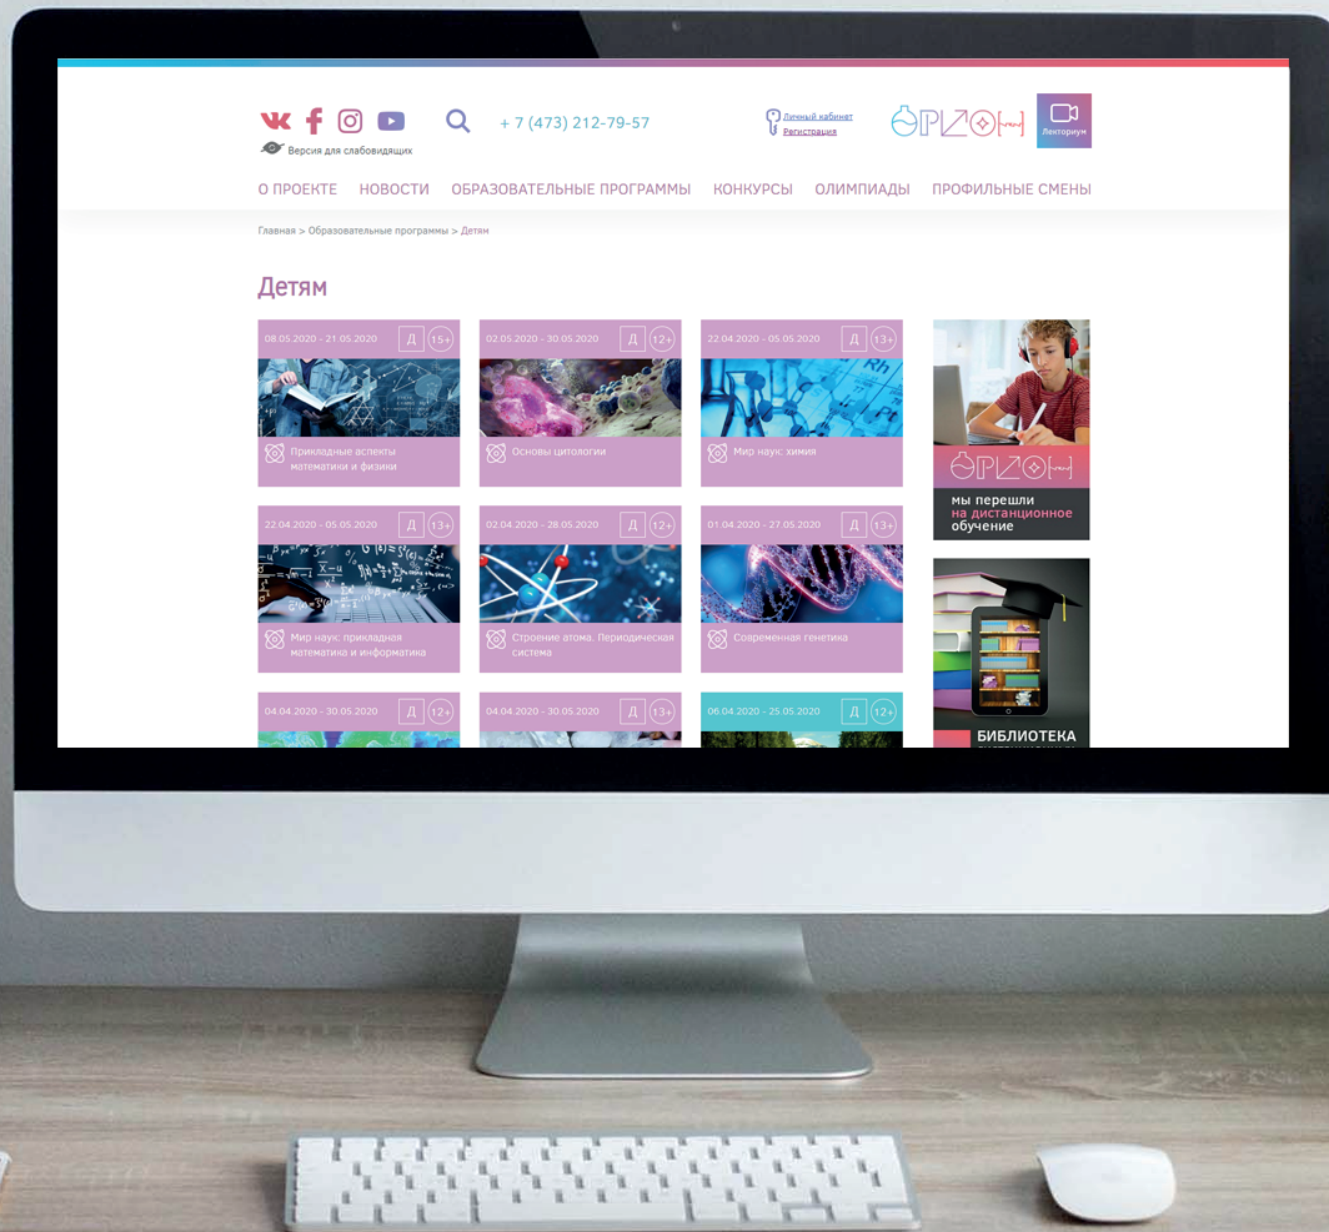 + 7 (473) 212-79-57
Личный кабинет
Регистрация
ОРИОН
Лекториум
Версия для слабовидящих
О ПРОЕКТЕ НОВОСТИ ОБРАЗОВАТЕЛЬНЫЕ ПРОГРАММЫ КОНКУРСЫ ОЛИМПИАДЫ ПРОФИЛЬНЫЕ СМЕНЫ
Главная > Образовательные программы > Детям
Детям
08.05.2020 - 21.05.2020 Д 15+
Прикладные аспекты
математики и физики
02.05.2020 - 30.05.2020 Д 12+
Основы цитологии
22.04.2020 - 05.05.2020 Д 13+
Rh
Мир наук: химия
ОРИОН
мы перешли
на дистанционное
обучение
22.04.2020 - 05.05.2020 Д 13+
Мир наук: прикладная
математика и информатика
02.04.2020 - 28.05.2020 Д 12+
Строение атома. Периодическая
система
01.04.2020 - 27.05.2020 Д 13+
Современная генетика
04.04.2020 - 30.05.2020 Д 12+
04.04.2020 - 30.05.2020 Д 13+
06.04.2020 - 25.05.2020 Д 12+
БИБЛИОТЕКА